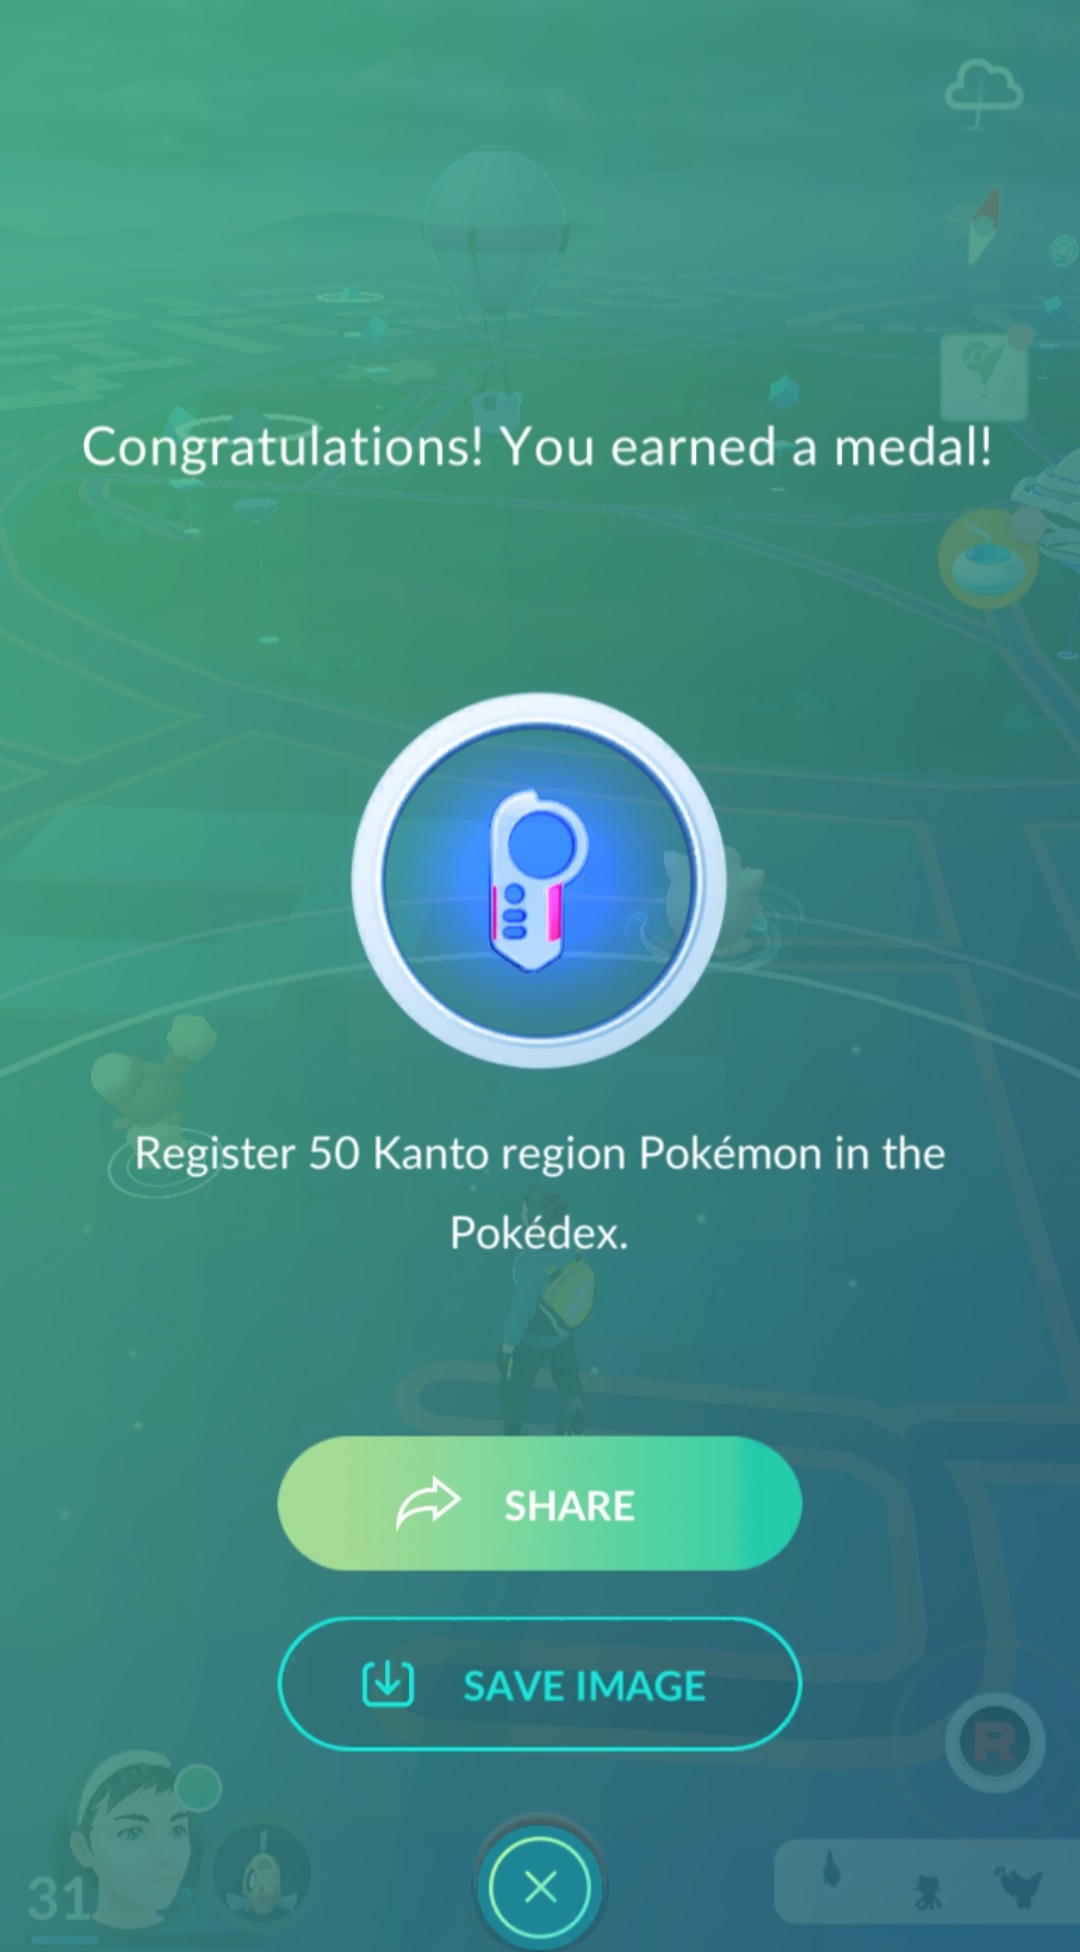 Congratulations! You earned a medal!
Register 50 Kanto region Pokémon in the
Pokédex.
SHARE
SAVE IMAGE
R
31